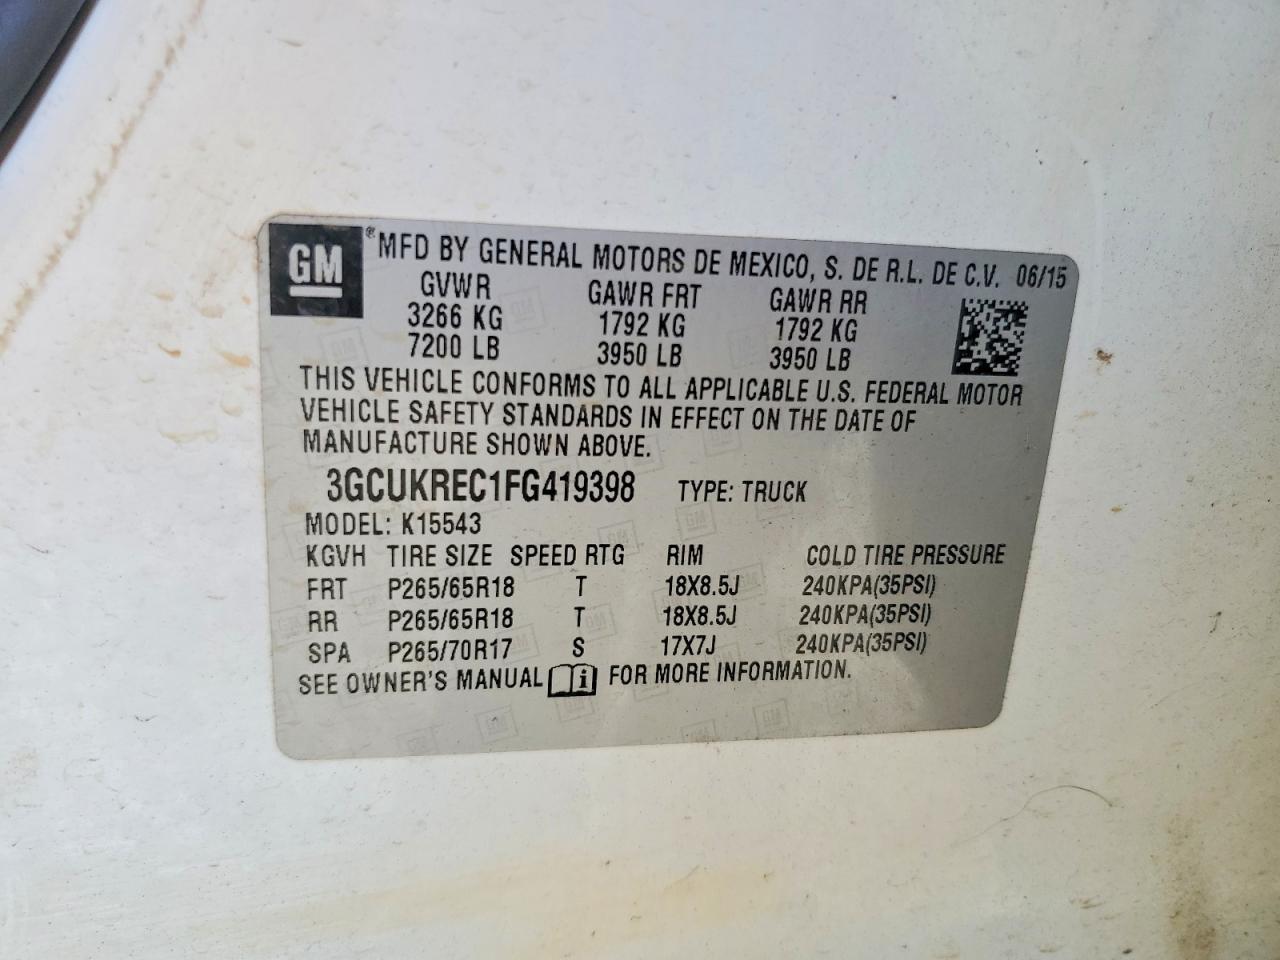 GM
® MFD BY GENERAL MOTORS DE MEXICO, S. DE R.L. DE C.V. 06/15
GVWR GAWR FRT GAWR RR
3266 KG 1792 KG 1792 KG
7200 LB 3950 LB 3950 LB
THIS VEHICLE CONFORMS TO ALL APPLICABLE U.S. FEDERAL MOTOR
VEHICLE SAFETY STANDARDS IN EFFECT ON THE DATE OF
MANUFACTURE SHOWN ABOVE.
3GCUKREC1FG419398 TYPE: TRUCK
MODEL: K15543
KGVH TIRE SIZE SPEED RTG RIM COLD TIRE PRESSURE
FRT P265/65R18 T 18X8.5J 240KPA(35PSI)
RR P265/65R18 T 18X8.5J 240KPA(35PSI)
SPA P265/70R17 S 17X7J 240KPA(35PSI)
SEE OWNER'S MANUAL i FOR MORE INFORMATION.